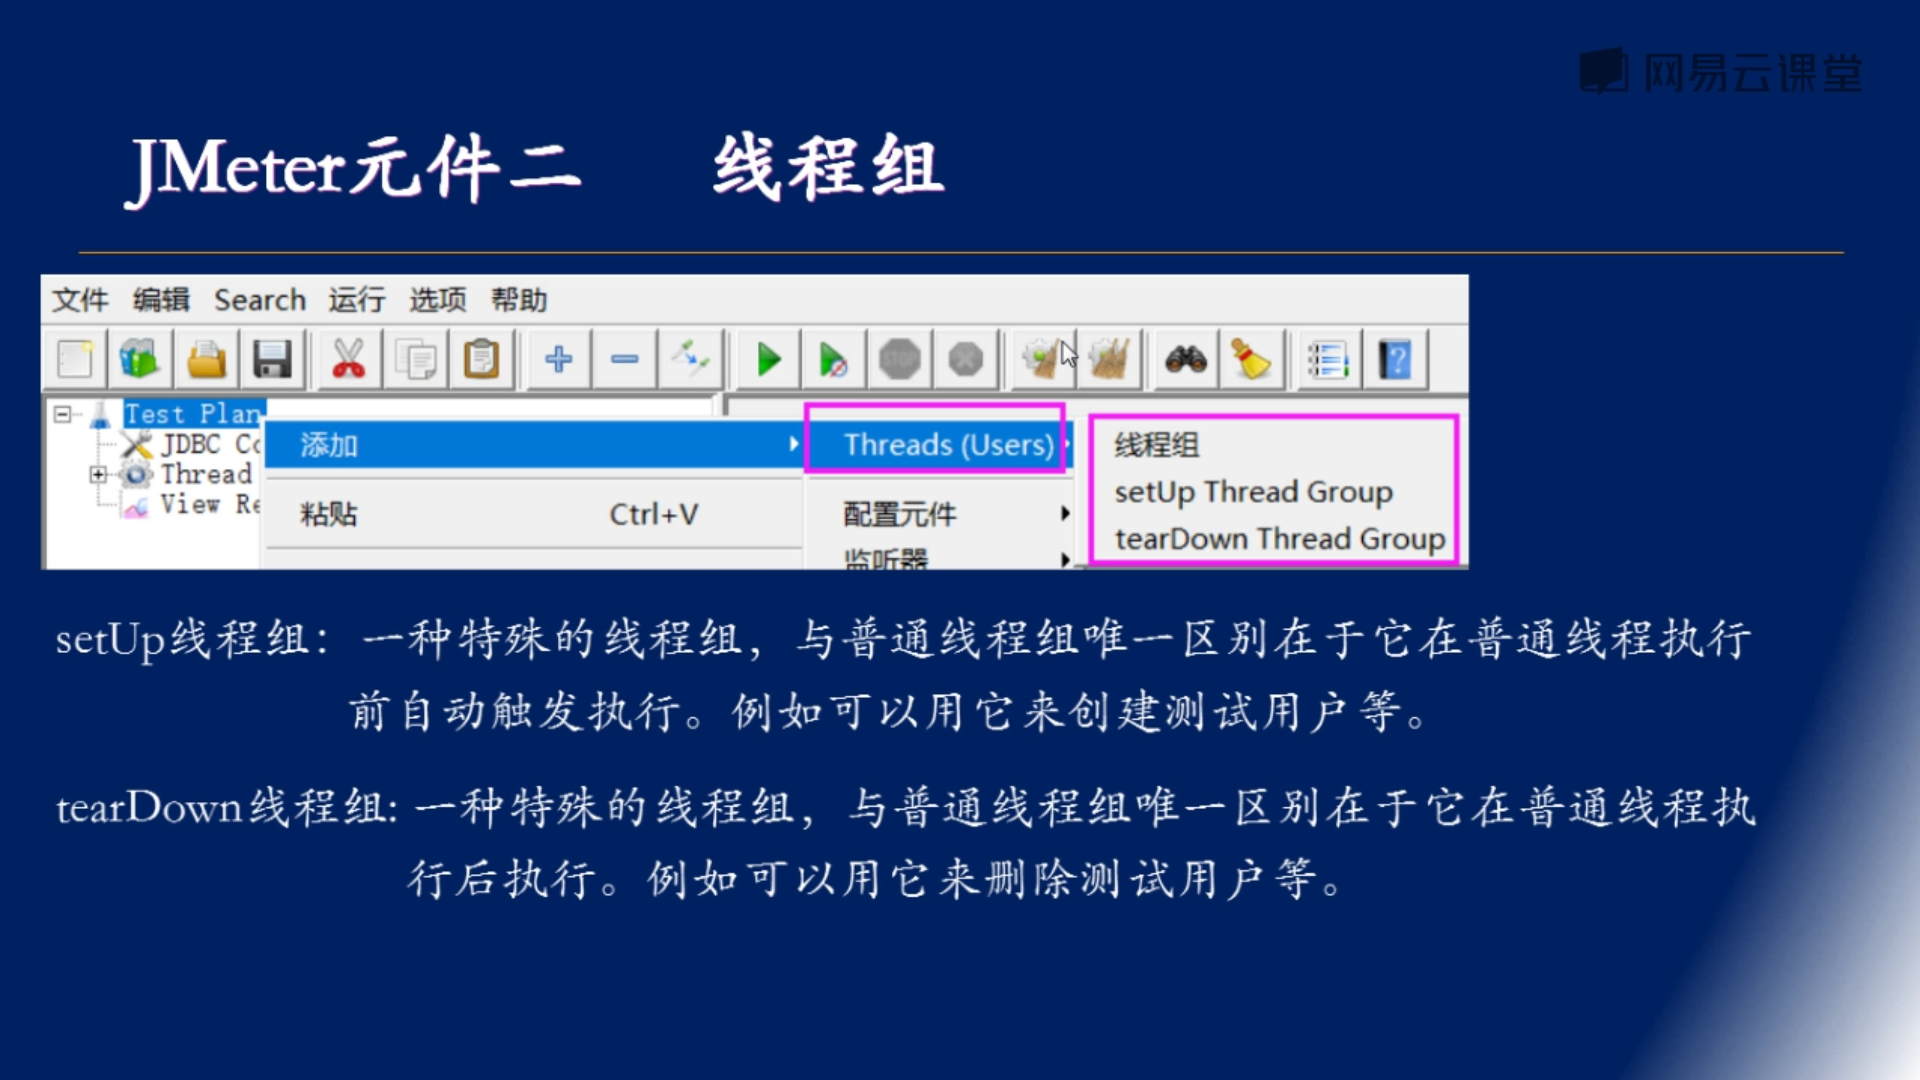 网易云课堂
JMeter元件二 线程组
文件 编辑 Search 运行 选项 帮助
STOP
Test Plan
添加 Threads (Users) 线程组
JDBC Co
Thread
setUp Thread Group
View Re
粘贴 Ctrl+V 配置元件
tearDown Thread Group
监听器
setUp线程组：一种特殊的线程组，与普通线程组唯一区别在于它在普通线程执行
前自动触发执行。例如可以用它来创建测试用户等。
tearDown线程组: 一种特殊的线程组，与普通线程组唯一区别在于它在普通线程执
行后执行。例如可以用它来删除测试用户等。